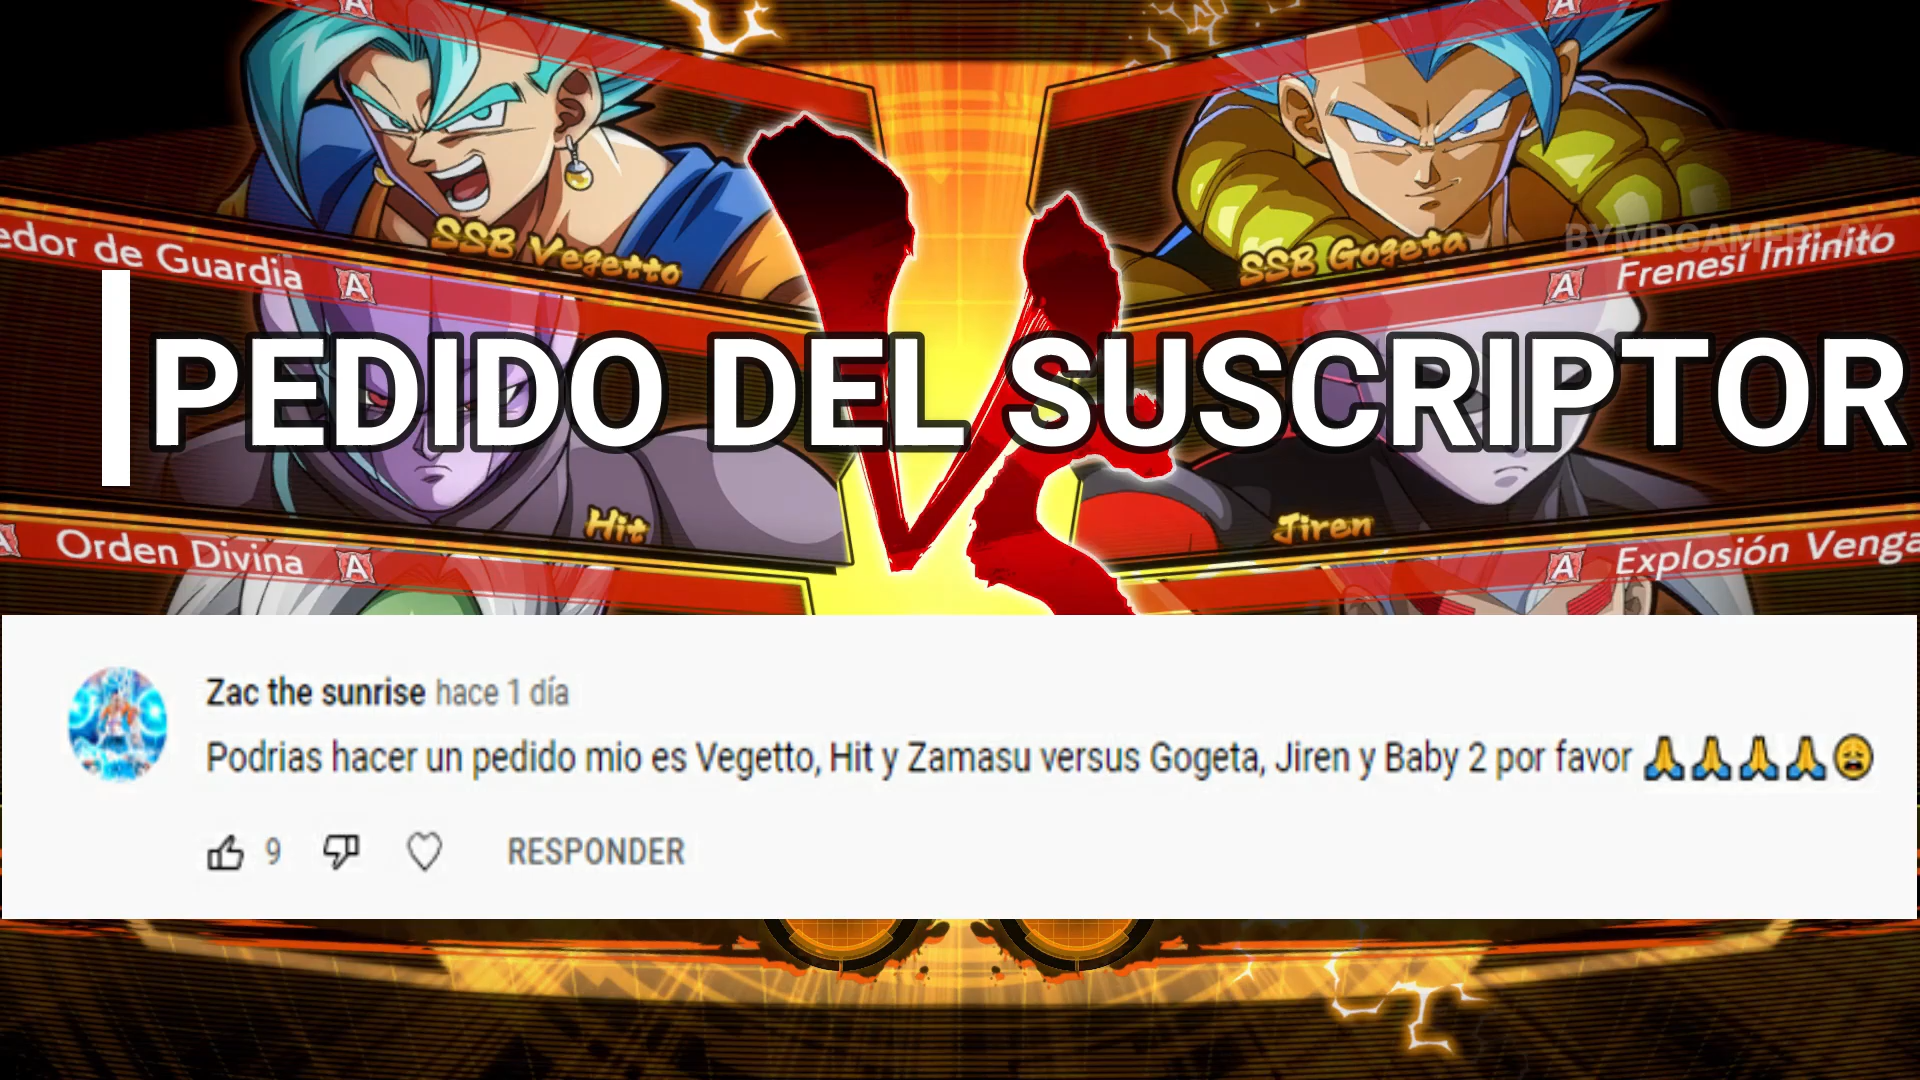 A
A
SSB Vegetto
SSB Gogeta
BYMRGAMEPLAY
edor de Guardia
A
A
Frenesí Infinito
PEDIDO DEL SUSCRIPTOR
VS
Hit
Jiren
A
Orden Divina
A
A
Explosión Venga
Zac the sunrise hace 1 día
Podrias hacer un pedido mio es Vegetto, Hit y Zamasu versus Gogeta, Jiren y Baby 2 por favor 🙏🙏🙏🙏😩
9
RESPONDER